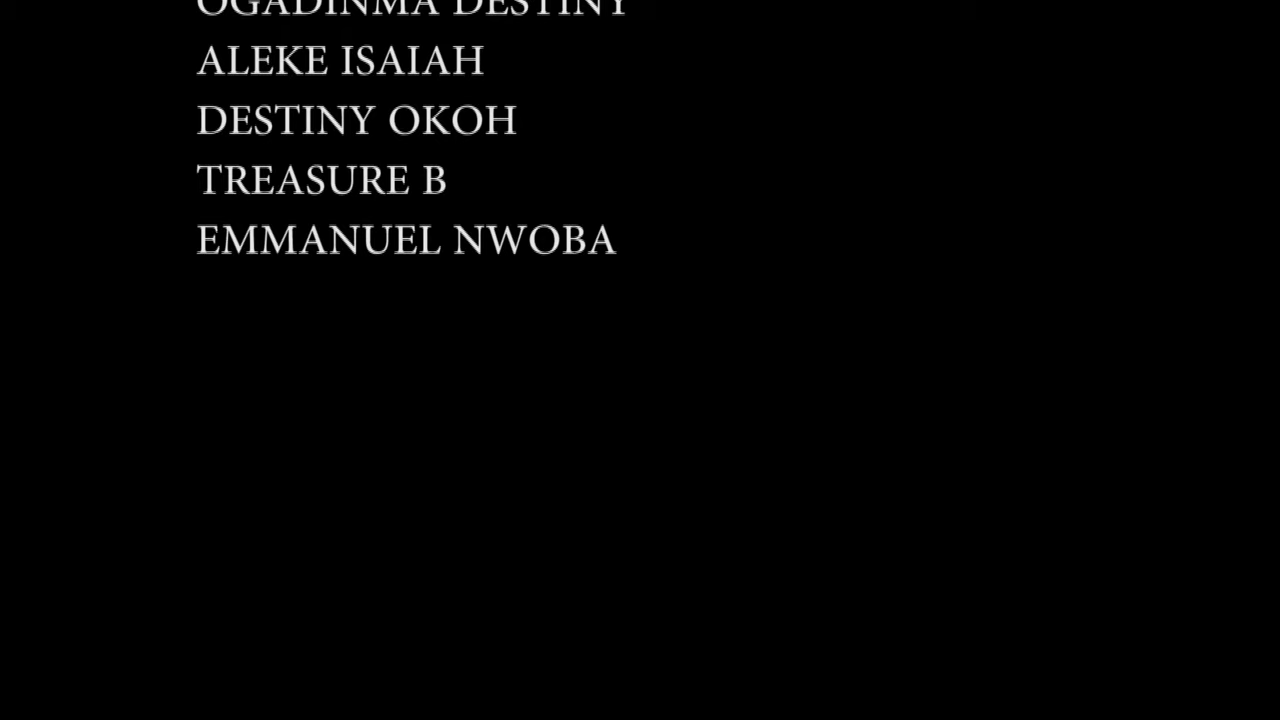 OGADINMA DESTINY
ALEKE ISAIAH
DESTINY OKOH
TREASURE B
EMMANUEL NWOBA